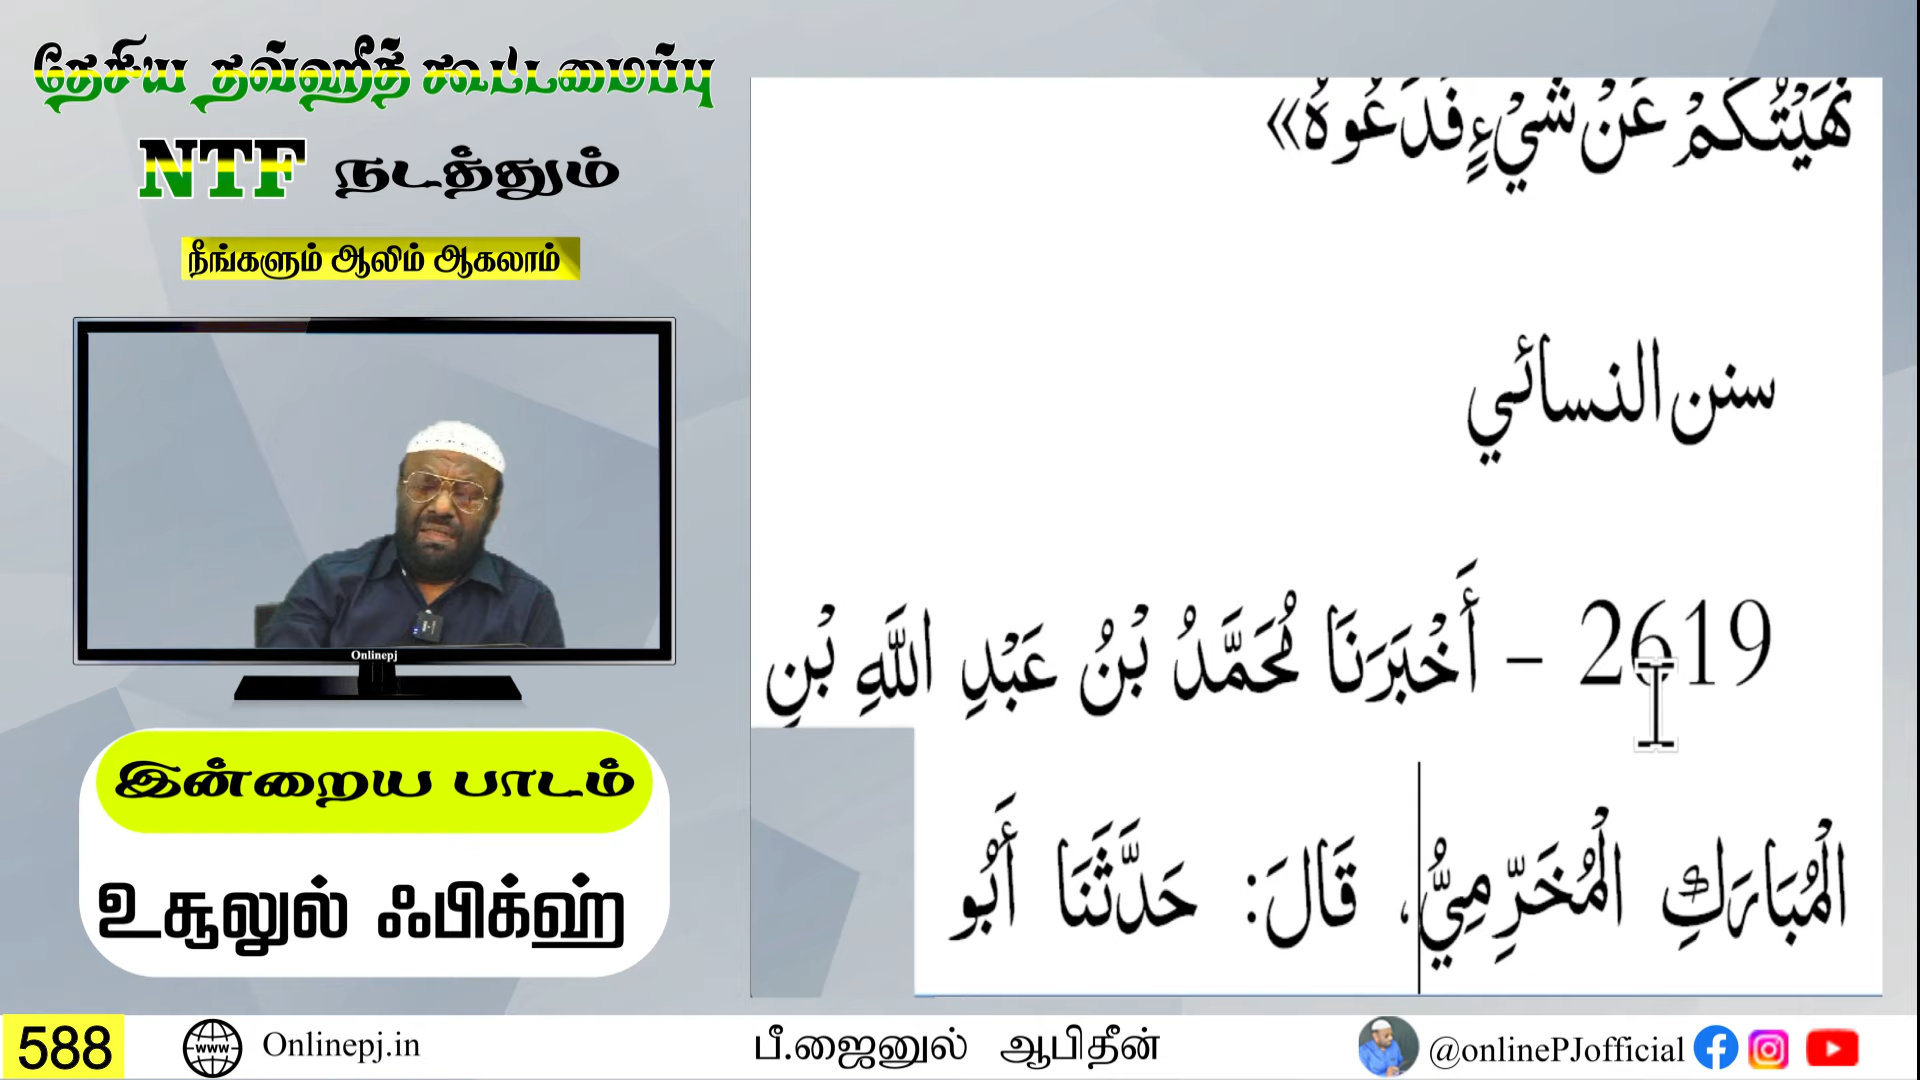 தேசிய தவ்ஹீத் கூட்டமைப்பு
NTF நடத்தும்
நீங்களும் ஆலிம் ஆகலாம்
Onlinepj
இன்றைய பாடம்
உசூலுல் ஃபிக்ஹ்
نَهَيْتُكُمْ عَنْ شَيْءٍ فَدَعُوهُ»
سنن النسائي
2619 - أَخْبَرَنَا مُحَمَّدُ بْنُ عَبْدِ اللَّهِ بْنِ
الْمُبَارَكِ الْمُخَرِّمِيُّ، قَالَ: حَدَّثَنَا أَبُو
588
www
Onlinepj.in
பீ.ஜைனுல் ஆபிதீன்
@onlinePJofficial